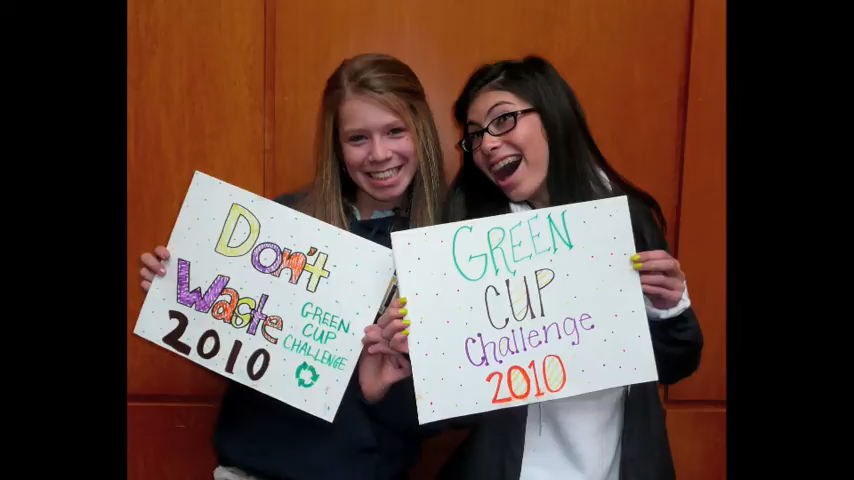 Don't
Waste
2010
GREEN
CUP
CHALLENGE
GREEN
CUP
Challenge
2010